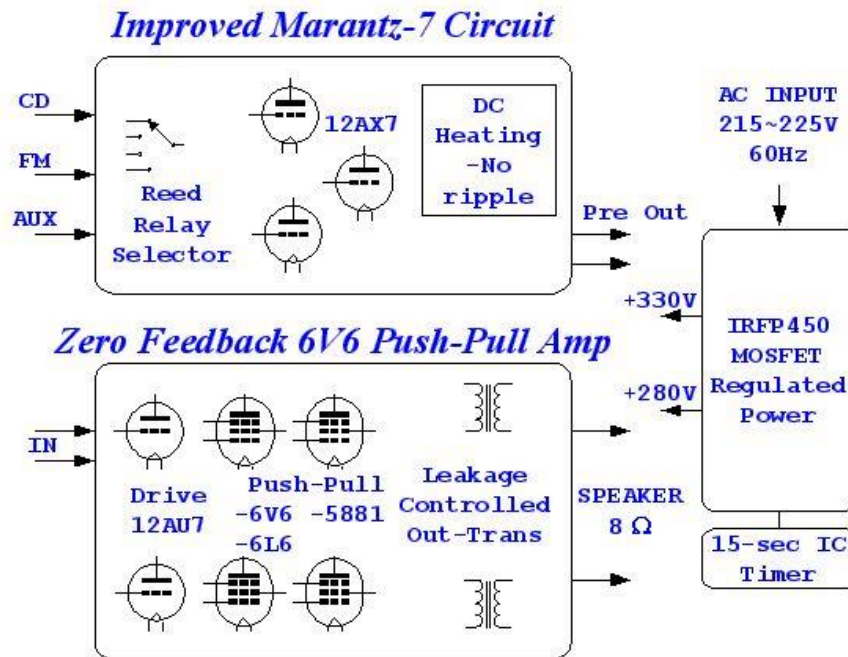 Improved Marantz-7 Circuit
CD
FM
AUX
Reed
Relay
Selector
12AX7
DC
Heating
-No
ripple
Pre Out
AC INPUT
215~225V
60Hz
+330V
+280V
IRFP450
MOSFET
Regulated
Power
15-sec IC
Timer
Zero Feedback 6V6 Push-Pull Amp
IN
Drive
12AU7
Push-Pull
-6V6 -5881
-6L6
Leakage
Controlled
Out-Trans
SPEAKER
8 Ω